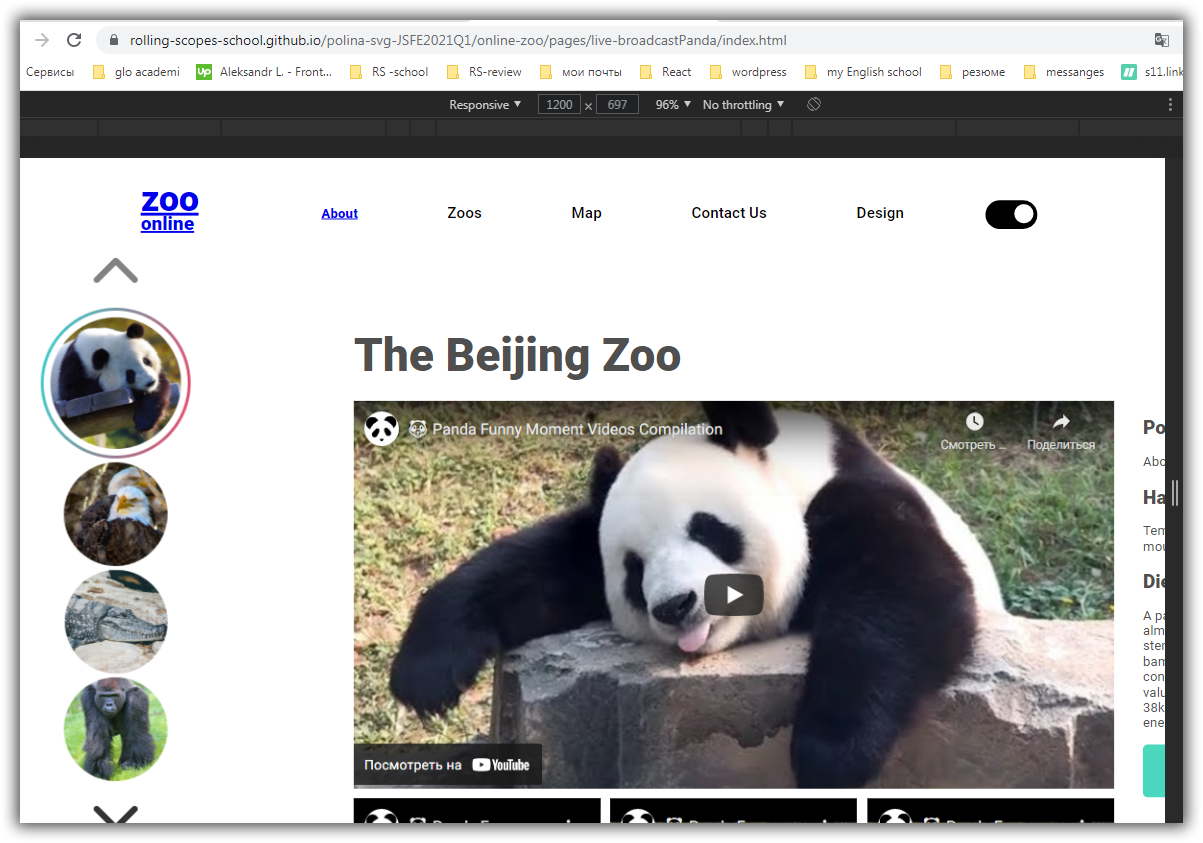 rolling-scopes-school.github.io/polina-svg-JSFE2021Q1/online-zoo/pages/live-broadcastPanda/index.html
Сервисы glo academi Up Aleksandr L. - Front... RS -school RS-review мои почты React wordpress my English school резюме messanges s11.link
Responsive 1200 x 697 96% No throttling
zoo
online
About Zoos Map Contact Us Design
The Beijing Zoo
Panda Funny Moment Videos Compilation
Смотреть ... Поделиться
Посмотреть на YouTube
Po
Abo
Ha
Tem
mou
Die
A pa
alm
ster
bam
con
valu
38k
ene